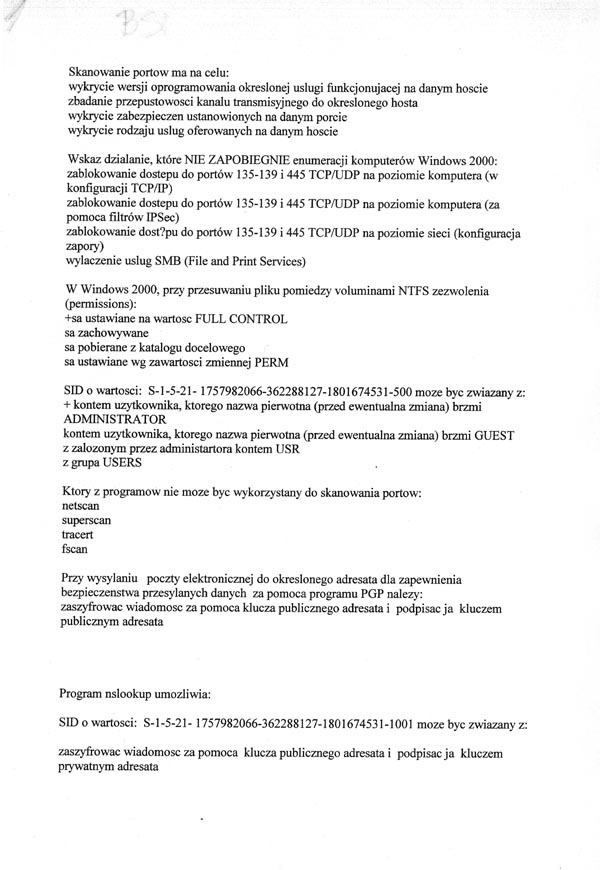 BSI
Skanowanie portow ma na celu:
wykrycie wersji oprogramowania okreslonej uslugi funkcjonujacej na danym hoscie
zbadanie przepustowosci kanalu transmisyjnego do okreslonego hosta
wykrycie zabezpieczen ustanowionych na danym porcie
wykrycie rodzaju uslug oferowanych na danym hoscie
Wskaz dzialanie, które NIE ZAPOBIEGNIE enumeracji komputerów Windows 2000:
zablokowanie dostepu do portów 135-139 i 445 TCP/UDP na poziomie komputera (w
konfiguracji TCP/IP)
zablokowanie dostepu do portów 135-139 i 445 TCP/UDP na poziomie komputera (za
pomoca filtrów IPSec)
zablokowanie dost?pu do portów 135-139 i 445 TCP/UDP na poziomie sieci (konfiguracja
zapory)
wylaczenie uslug SMB (File and Print Services)
W Windows 2000, przy przesuwaniu pliku pomiedzy voluminami NTFS zezwolenia
(permissions):
+sa ustawiane na wartosc FULL CONTROL
sa zachowywane
sa pobierane z katalogu docelowego
sa ustawiane wg zawartosci zmiennej PERM
SID o wartosci: S-1-5-21- 1757982066-362288127-1801674531-500 moze byc zwiazany z:
+ kontem uzytkownika, ktorego nazwa pierwotna (przed ewentualna zmiana) brzmi
ADMINISTRATOR
kontem uzytkownika, ktorego nazwa pierwotna (przed ewentualna zmiana) brzmi GUEST
z zalozonym przez administartora kontem USR
z grupa USERS
Ktory z programow nie moze byc wykorzystany do skanowania portow:
netscan
superscan
tracert
fscan
Przy wysylaniu poczty elektronicznej do okreslonego adresata dla zapewnienia
bezpieczenstwa przesylanych danych za pomoca programu PGP nalezy:
zaszyfrowac wiadomosc za pomoca klucza publicznego adresata i podpisac ja kluczem
publicznym adresata
Program nslookup umozliwia:
SID o wartosci: S-1-5-21- 1757982066-362288127-1801674531-1001 moze byc zwiazany z:
zaszyfrowac wiadomosc za pomoca klucza publicznego adresata i podpisac ja kluczem
prywatnym adresata